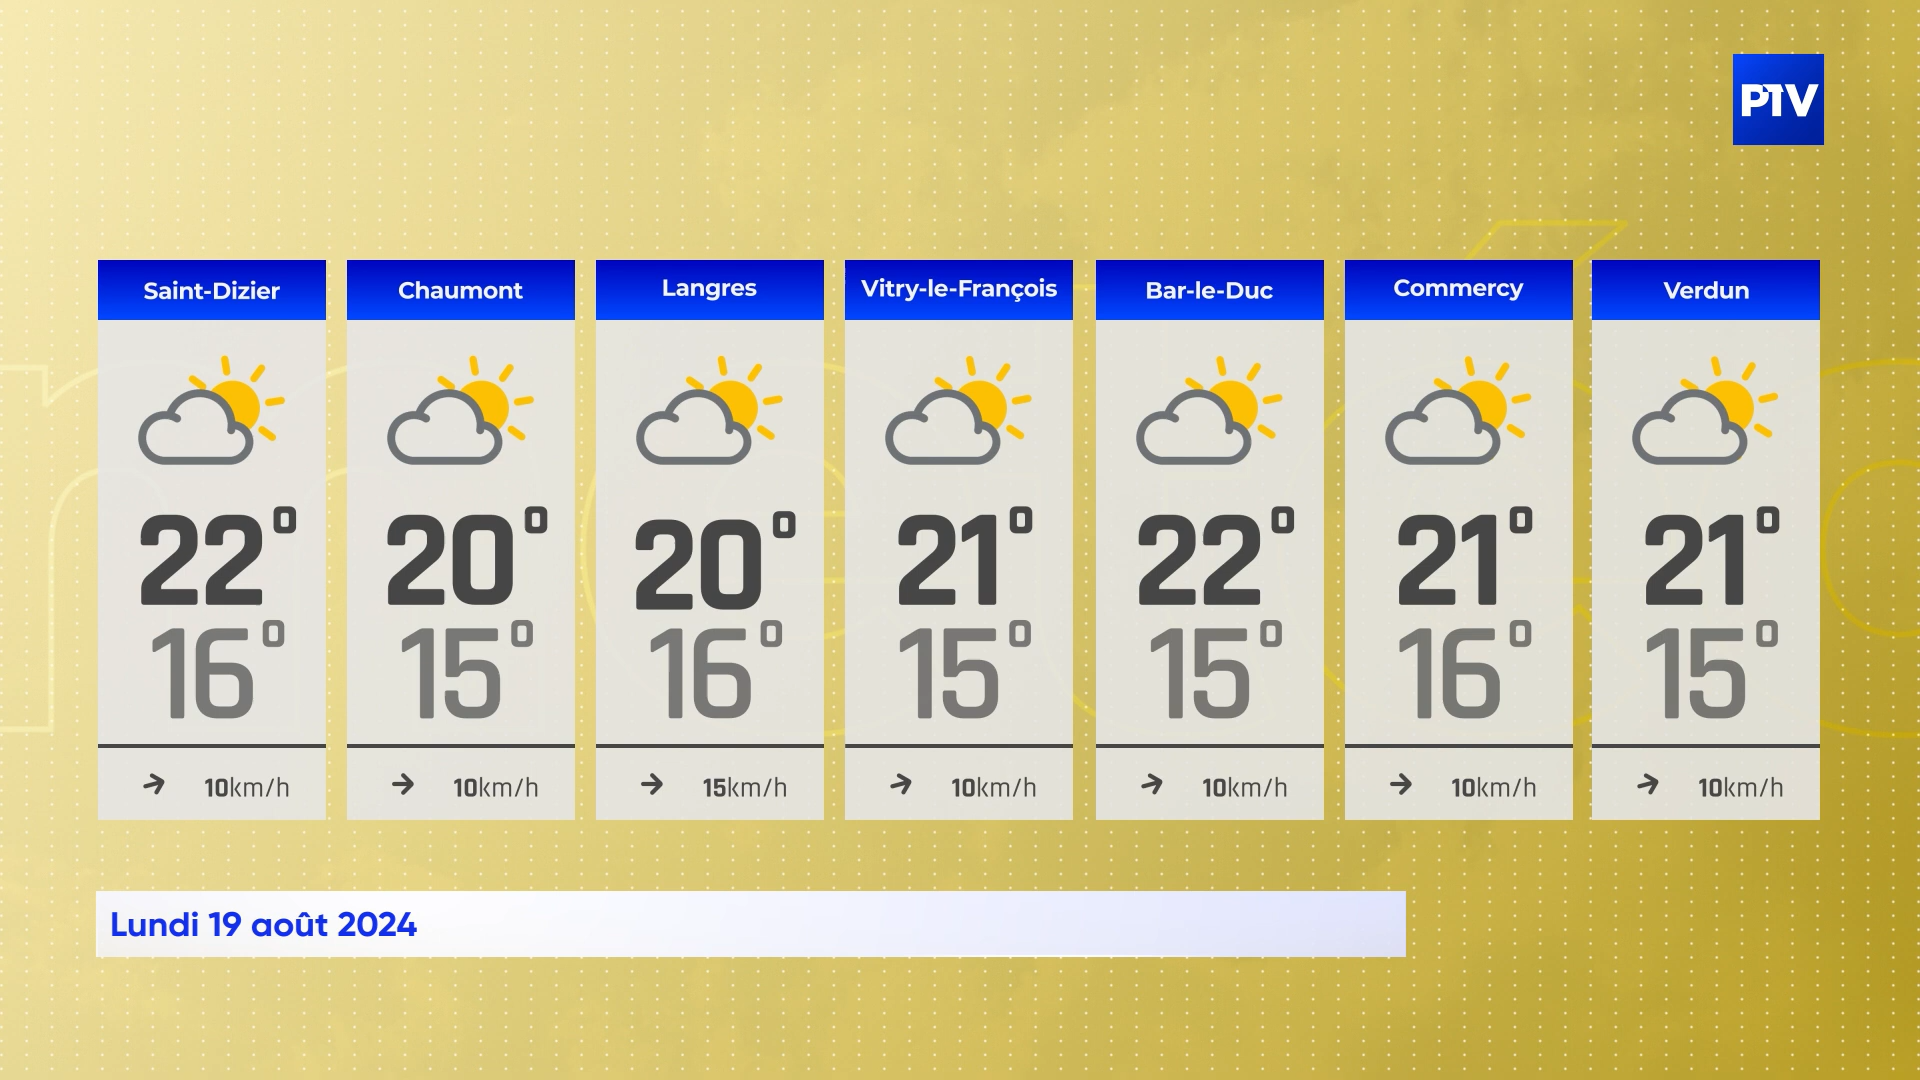 PTV
Saint-Dizier
22°
16°
10km/h
Chaumont
20°
15°
10km/h
Langres
20°
16°
15km/h
Vitry-le-François
21°
15°
10km/h
Bar-le-Duc
22°
15°
10km/h
Commercy
21°
16°
10km/h
Verdun
21°
15°
10km/h
Lundi 19 août 2024